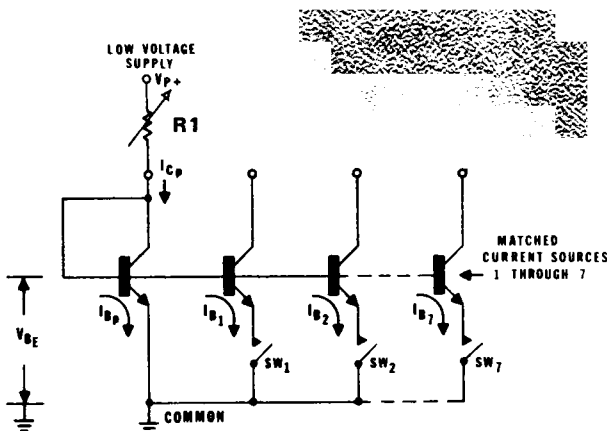 LOW VOLTAGE
SUPPLY
VP+
R1
ICP
MATCHED
CURRENT SOURCES
1 THROUGH 7
IBP
IB1
IB2
IB7
VBE
SW1
SW2
SW7
COMMON